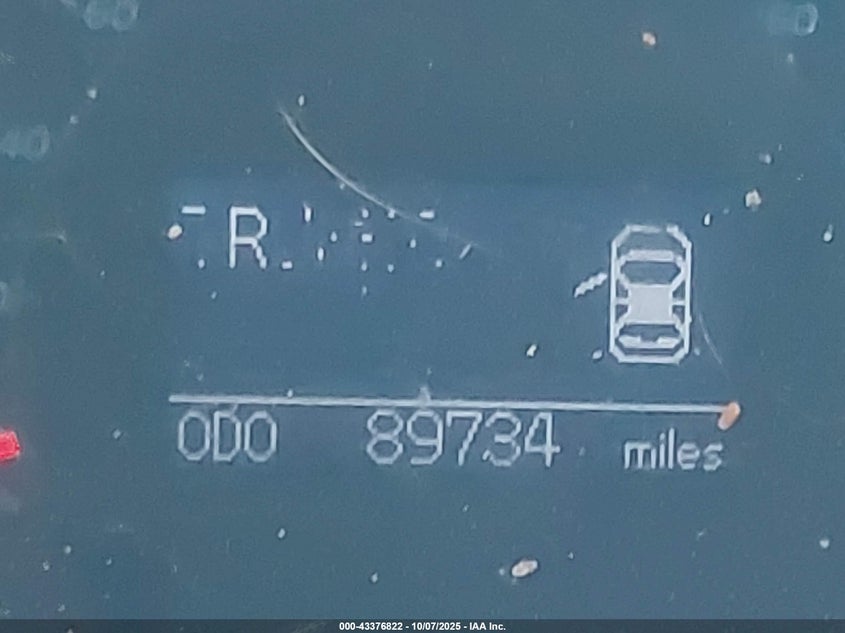 R
ODO 89734 miles
000-43376822 - 10/07/2025 - IAA Inc.